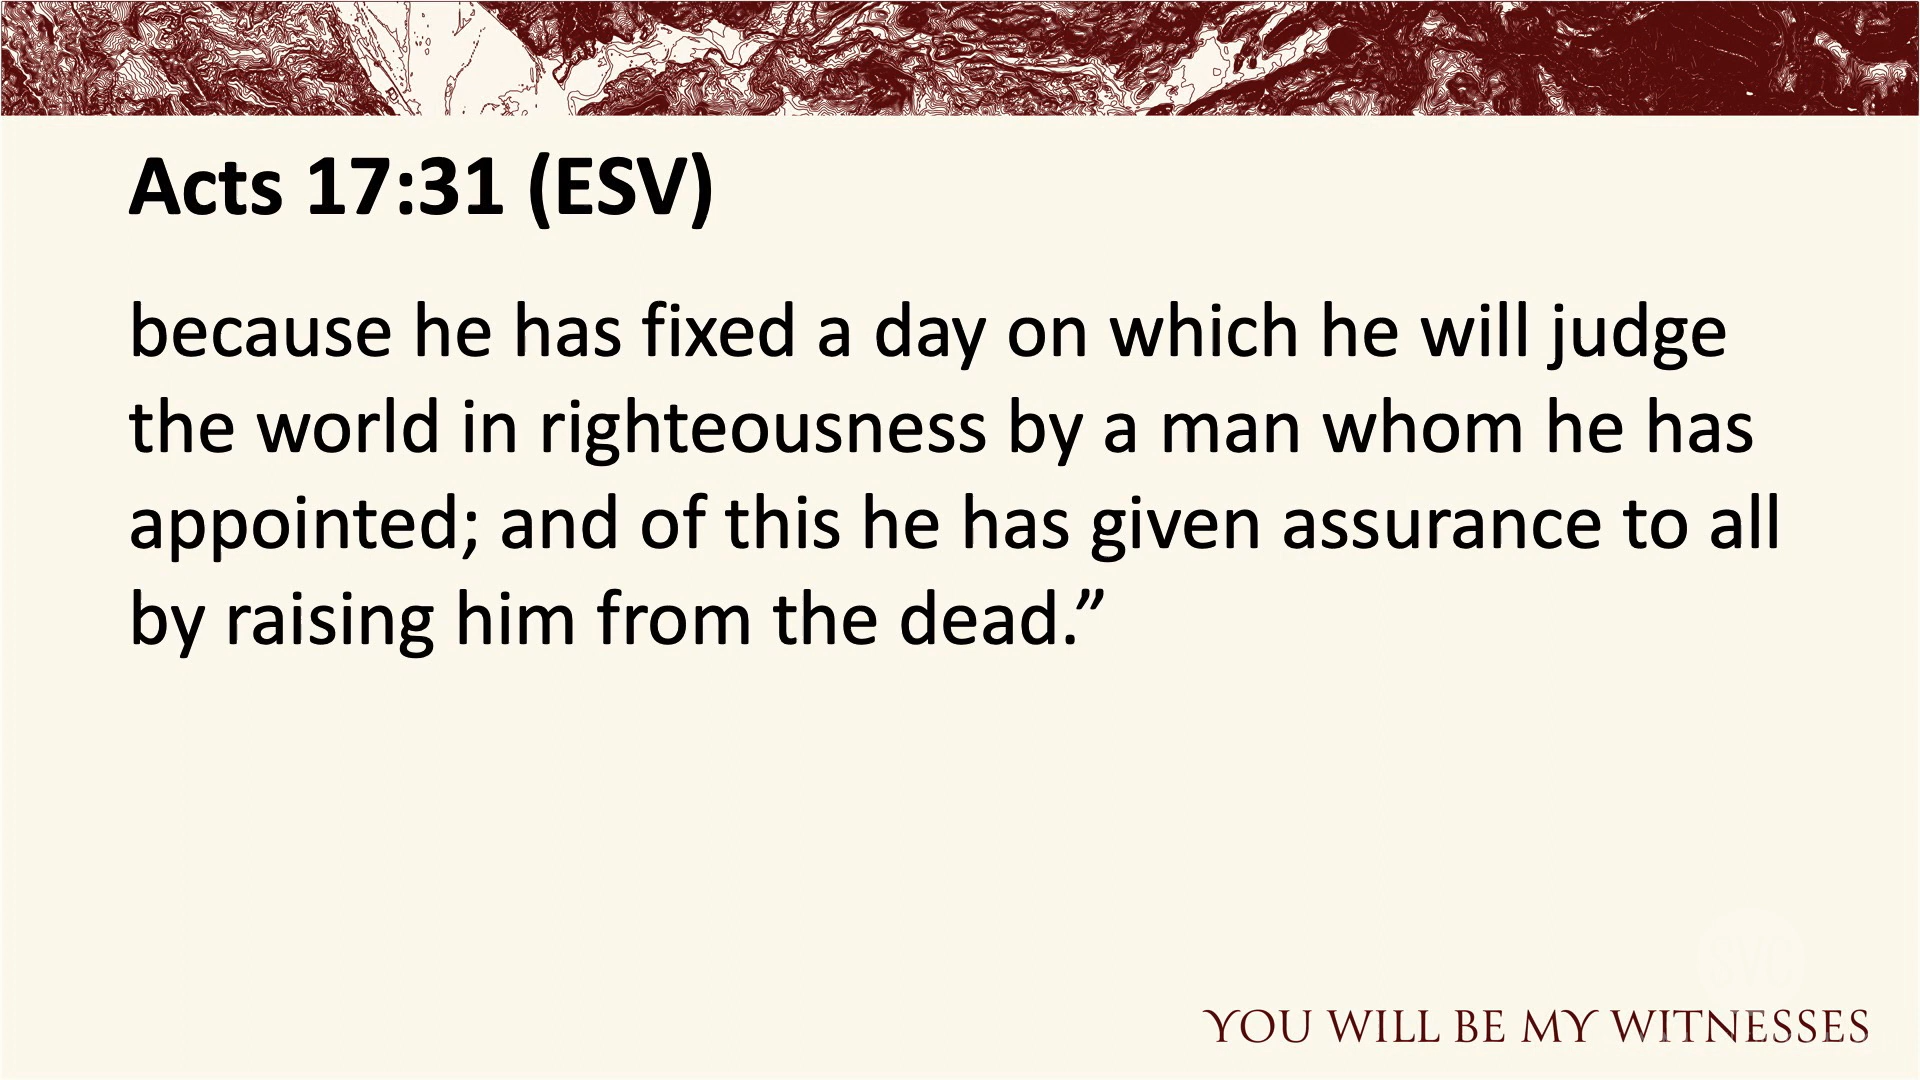 Acts 17:31 (ESV)
because he has fixed a day on which he will judge
the world in righteousness by a man whom he has
appointed; and of this he has given assurance to all
by raising him from the dead.”
SVC
YOU WILL BE MY WITNESSES